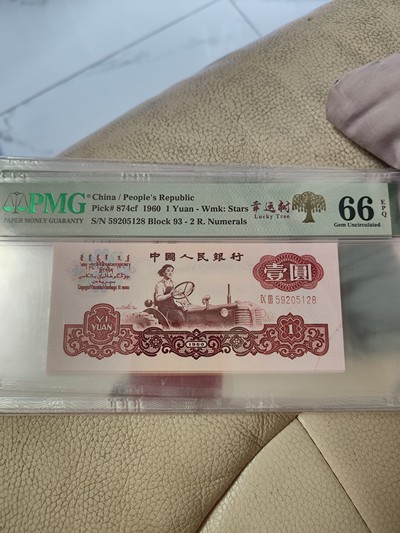 PMG
PAPER MONEY GUARANTY
China / People's Republic
Pick# 874cf 1960 1 Yuan - Wmk: Stars
S/N 59205128 Block 93 - 2 R. Numerals
幸运树
Lucky Tree
66 EPQ
Gem Uncirculated
中國人民銀行
壹圓
IX III 59205128
YI YUAN
1
1960